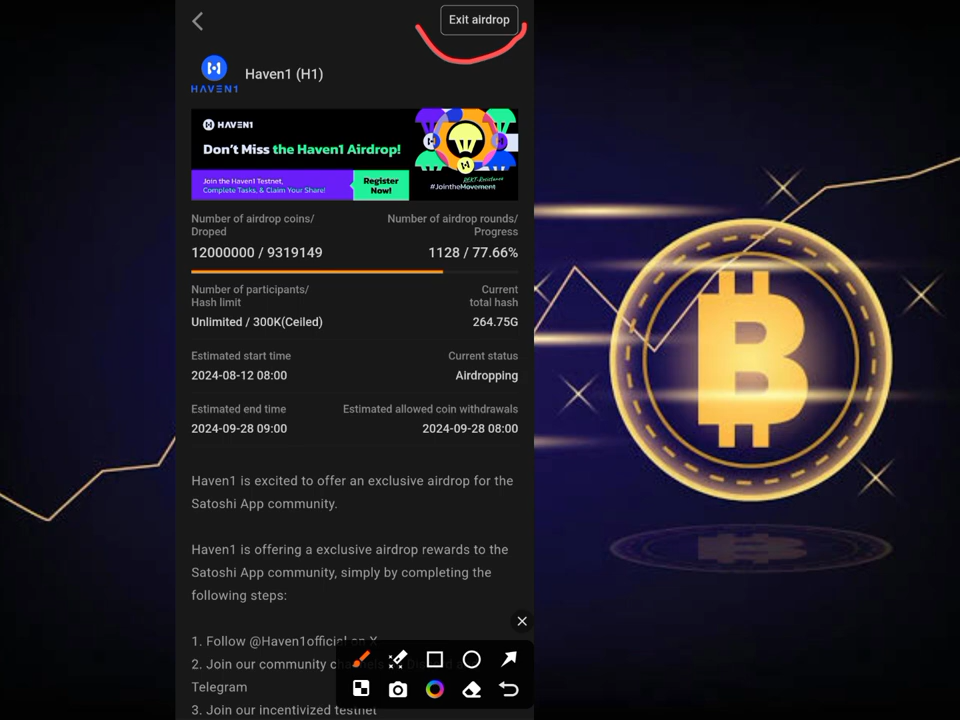 Exit airdrop
HAVEN1
Haven1 (H1)
HAVEN1
Don't Miss the Haven1 Airdrop!
Join the Haven1 Testnet,
Complete Tasks, & Claim Your Share!
Register
Now!
REKT-Resistance
#JointheMovement
Number of airdrop coins/
Droped
12000000 / 9319149
Number of airdrop rounds/
Progress
1128 / 77.66%
Number of participants/
Hash limit
Unlimited / 300K(Ceiled)
Current
total hash
264.75G
Estimated start time
2024-08-12 08:00
Current status
Airdropping
Estimated end time
2024-09-28 09:00
Estimated allowed coin withdrawals
2024-09-28 08:00
Haven1 is excited to offer an exclusive airdrop for the
Satoshi App community.
Haven1 is offering a exclusive airdrop rewards to the
Satoshi App community, simply by completing the
following steps:
1. Follow @Haven1official on X
2. Join our community channels
Telegram
3. Join our incentivized testnet